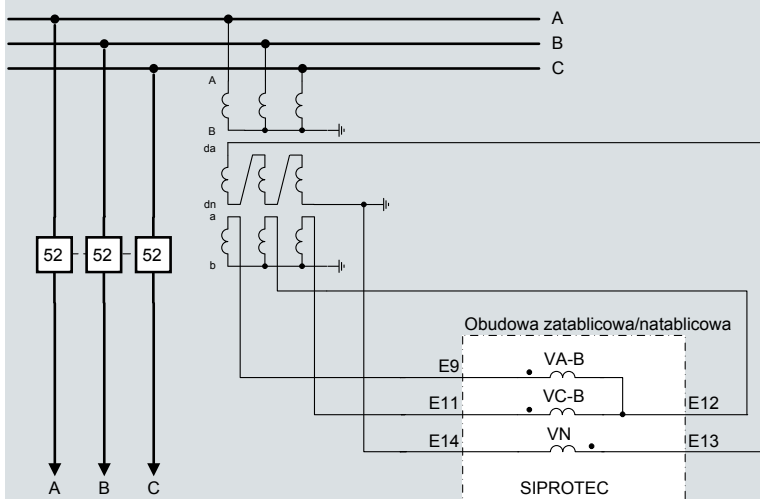 A
B
C
A
B
da
dn
a
b
52
52
52
Obudowa zatablicowa/natablicowa
E9
VA-B
E11
VC-B
E12
E14
VN
E13
SIPROTEC
A
B
C